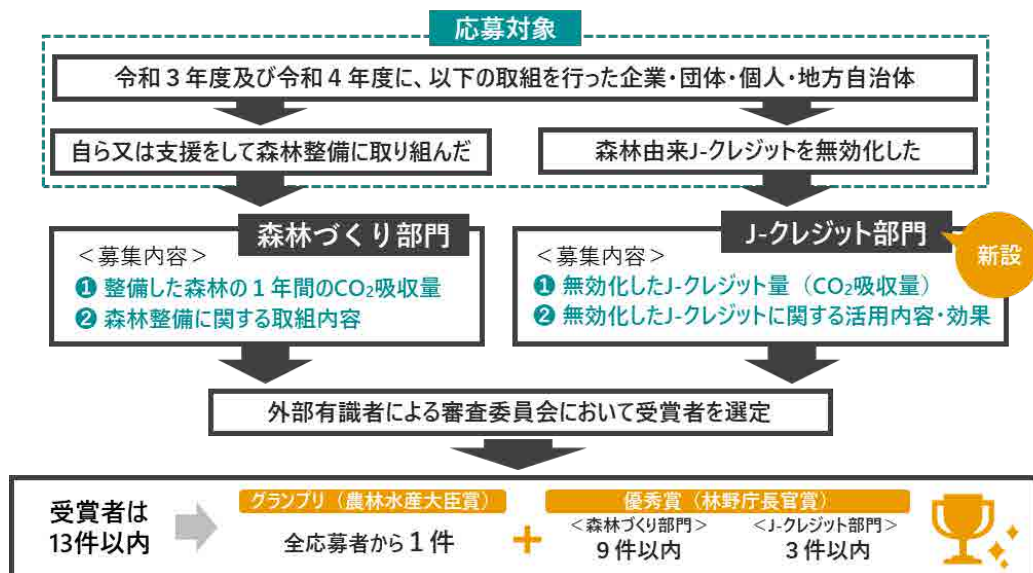 応募対象
令和３年度及び令和４年度に、以下の取組を行った企業・団体・個人・地方自治体
自ら又は支援をして森林整備に取り組んだ
森林由来J-クレジットを無効化した
森林づくり部門
＜募集内容＞
❶ 整備した森林の１年間のCO₂吸収量
❷ 森林整備に関する取組内容
J-クレジット部門
新設
＜募集内容＞
❶ 無効化したJ-クレジット量（CO₂吸収量）
❷ 無効化したJ-クレジットに関する活用内容・効果
外部有識者による審査委員会において受賞者を選定
受賞者は
13件以内
グランプリ（農林水産大臣賞）
全応募者から１件
+
優秀賞（林野庁長官賞）
＜森林づくり部門＞
９件以内
＜J-クレジット部門＞
３件以内